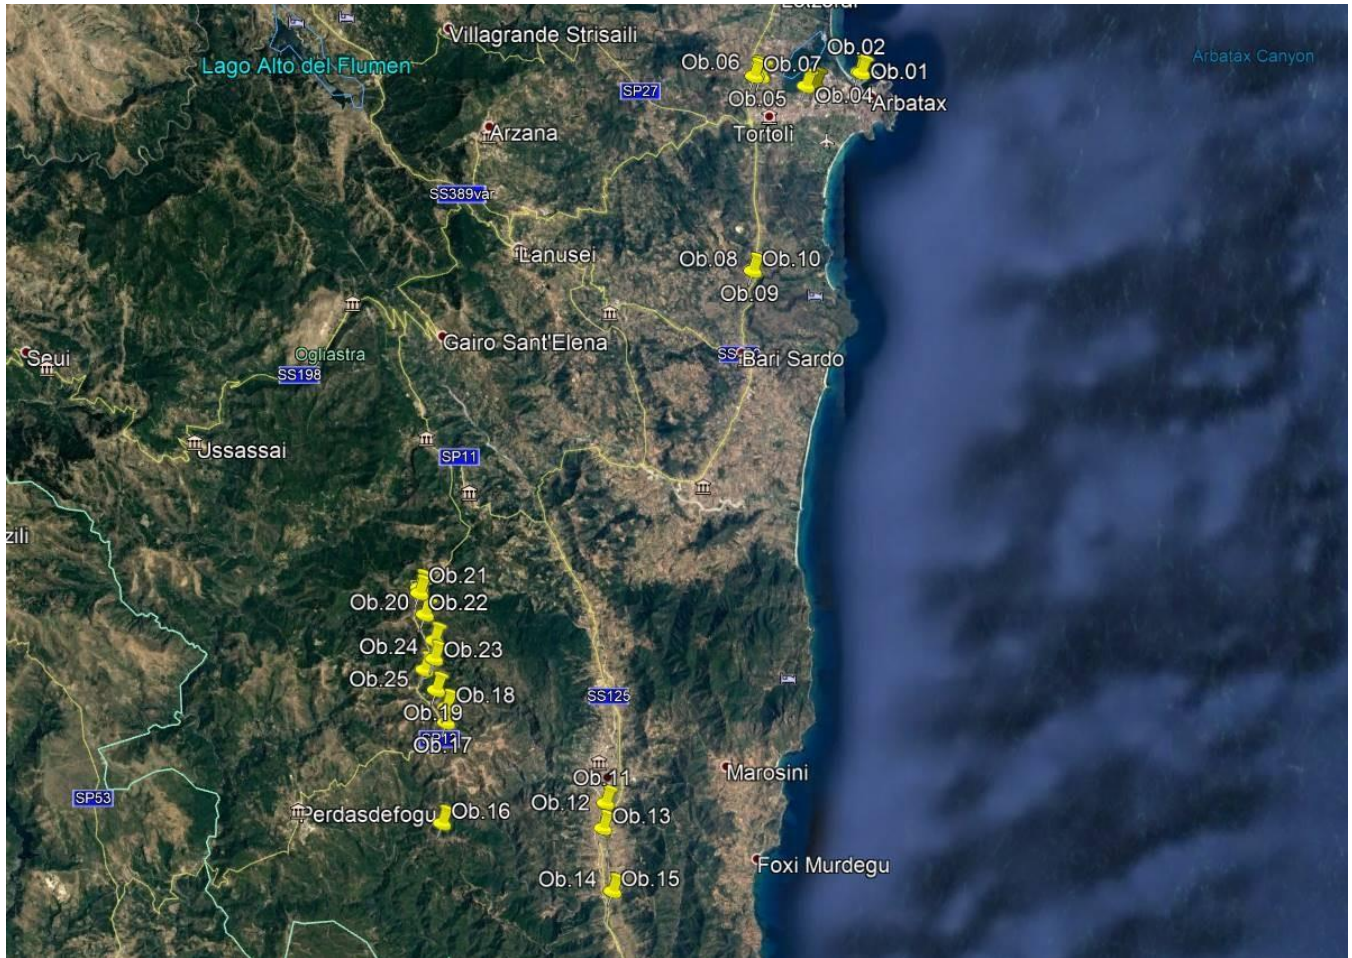 Villagrande Strisaili
Ob.02
Arbatax Canyon
Lago Alto del Flumen
Ob.06
Ob.07
Ob.01
SP27
Ob.05
Ob.04
Arbatax
Arzana
Tortolì
SS389var
Lanusei
Ob.08
Ob.10
Ob.09
Gairo Sant'Elena
Ogliastra
Seui
Bari Sardo
SS198
Ussassai
SP11
Ob.21
Ob.20
Ob.22
Ob.24
Ob.23
Ob.25
Ob.18
SS125
Ob.19
Ob.17
Marosini
Ob.11
SP53
Ob.12
Ob.16
Perdasdefogu
Ob.13
Foxi Murdegu
Ob.14
Ob.15